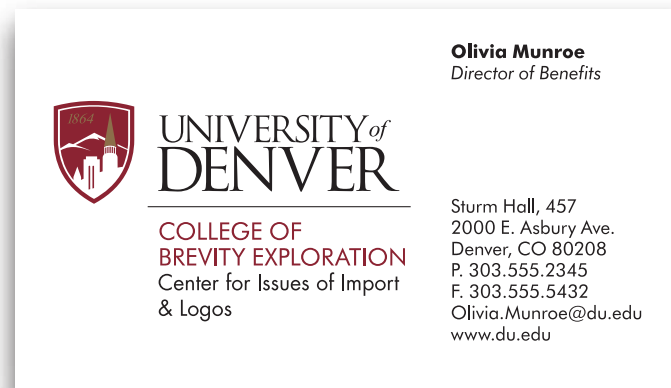 Olivia Munroe
Director of Benefits
1864
UNIVERSITY of
DENVER
COLLEGE OF
BREVITY EXPLORATION
Center for Issues of Import
& Logos
Sturm Hall, 457
2000 E. Asbury Ave.
Denver, CO 80208
P. 303.555.2345
F. 303.555.5432
Olivia.Munroe@du.edu
www.du.edu